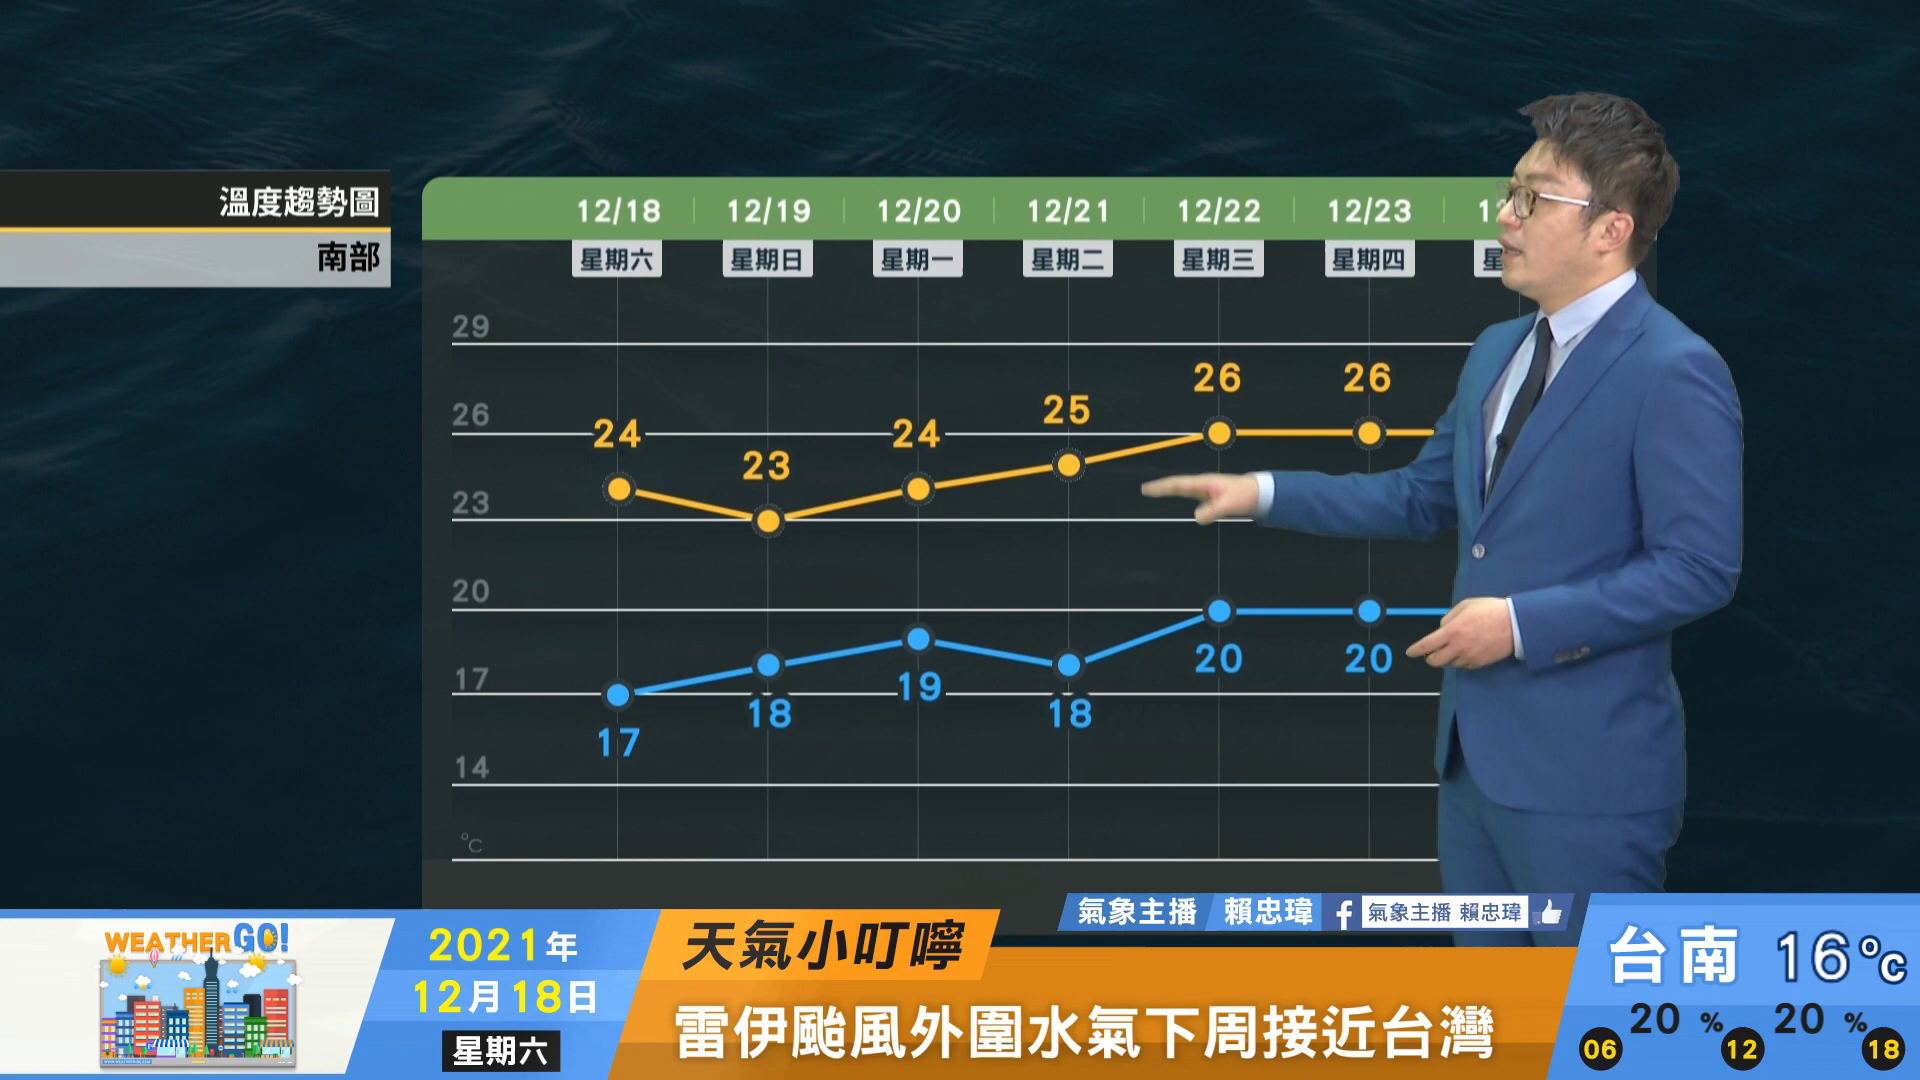 溫度趨勢圖
南部
12/18 12/19 12/20 12/21 12/22 12/23
星期六 星期日 星期一 星期二 星期三 星期四
29
26 26
25
26
24 24
23
23
20
20 20
19
17
18 18
17
14
°C
氣象主播 賴忠瑋 f 氣象主播 賴忠瑋
WEATHER GO!
2021年
12月18日
星期六
天氣小叮嚀
雷伊颱風外圍水氣下周接近台灣
台南 16°C
20 % 20 %
06 12 18